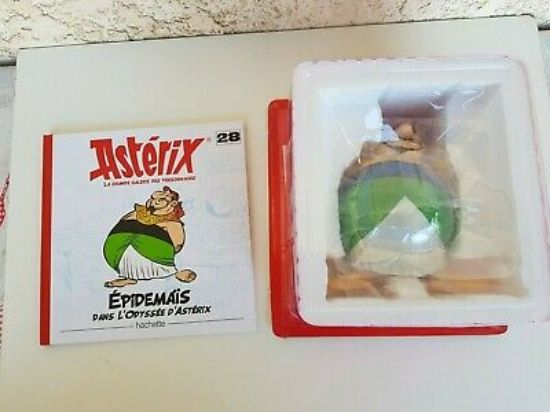 Astérix ® 28
LA GRANDE GALERIE DES PERSONNAGES
ÉPIDEMAÏS
DANS L'ODYSSÉE D'ASTÉRIX
hachette